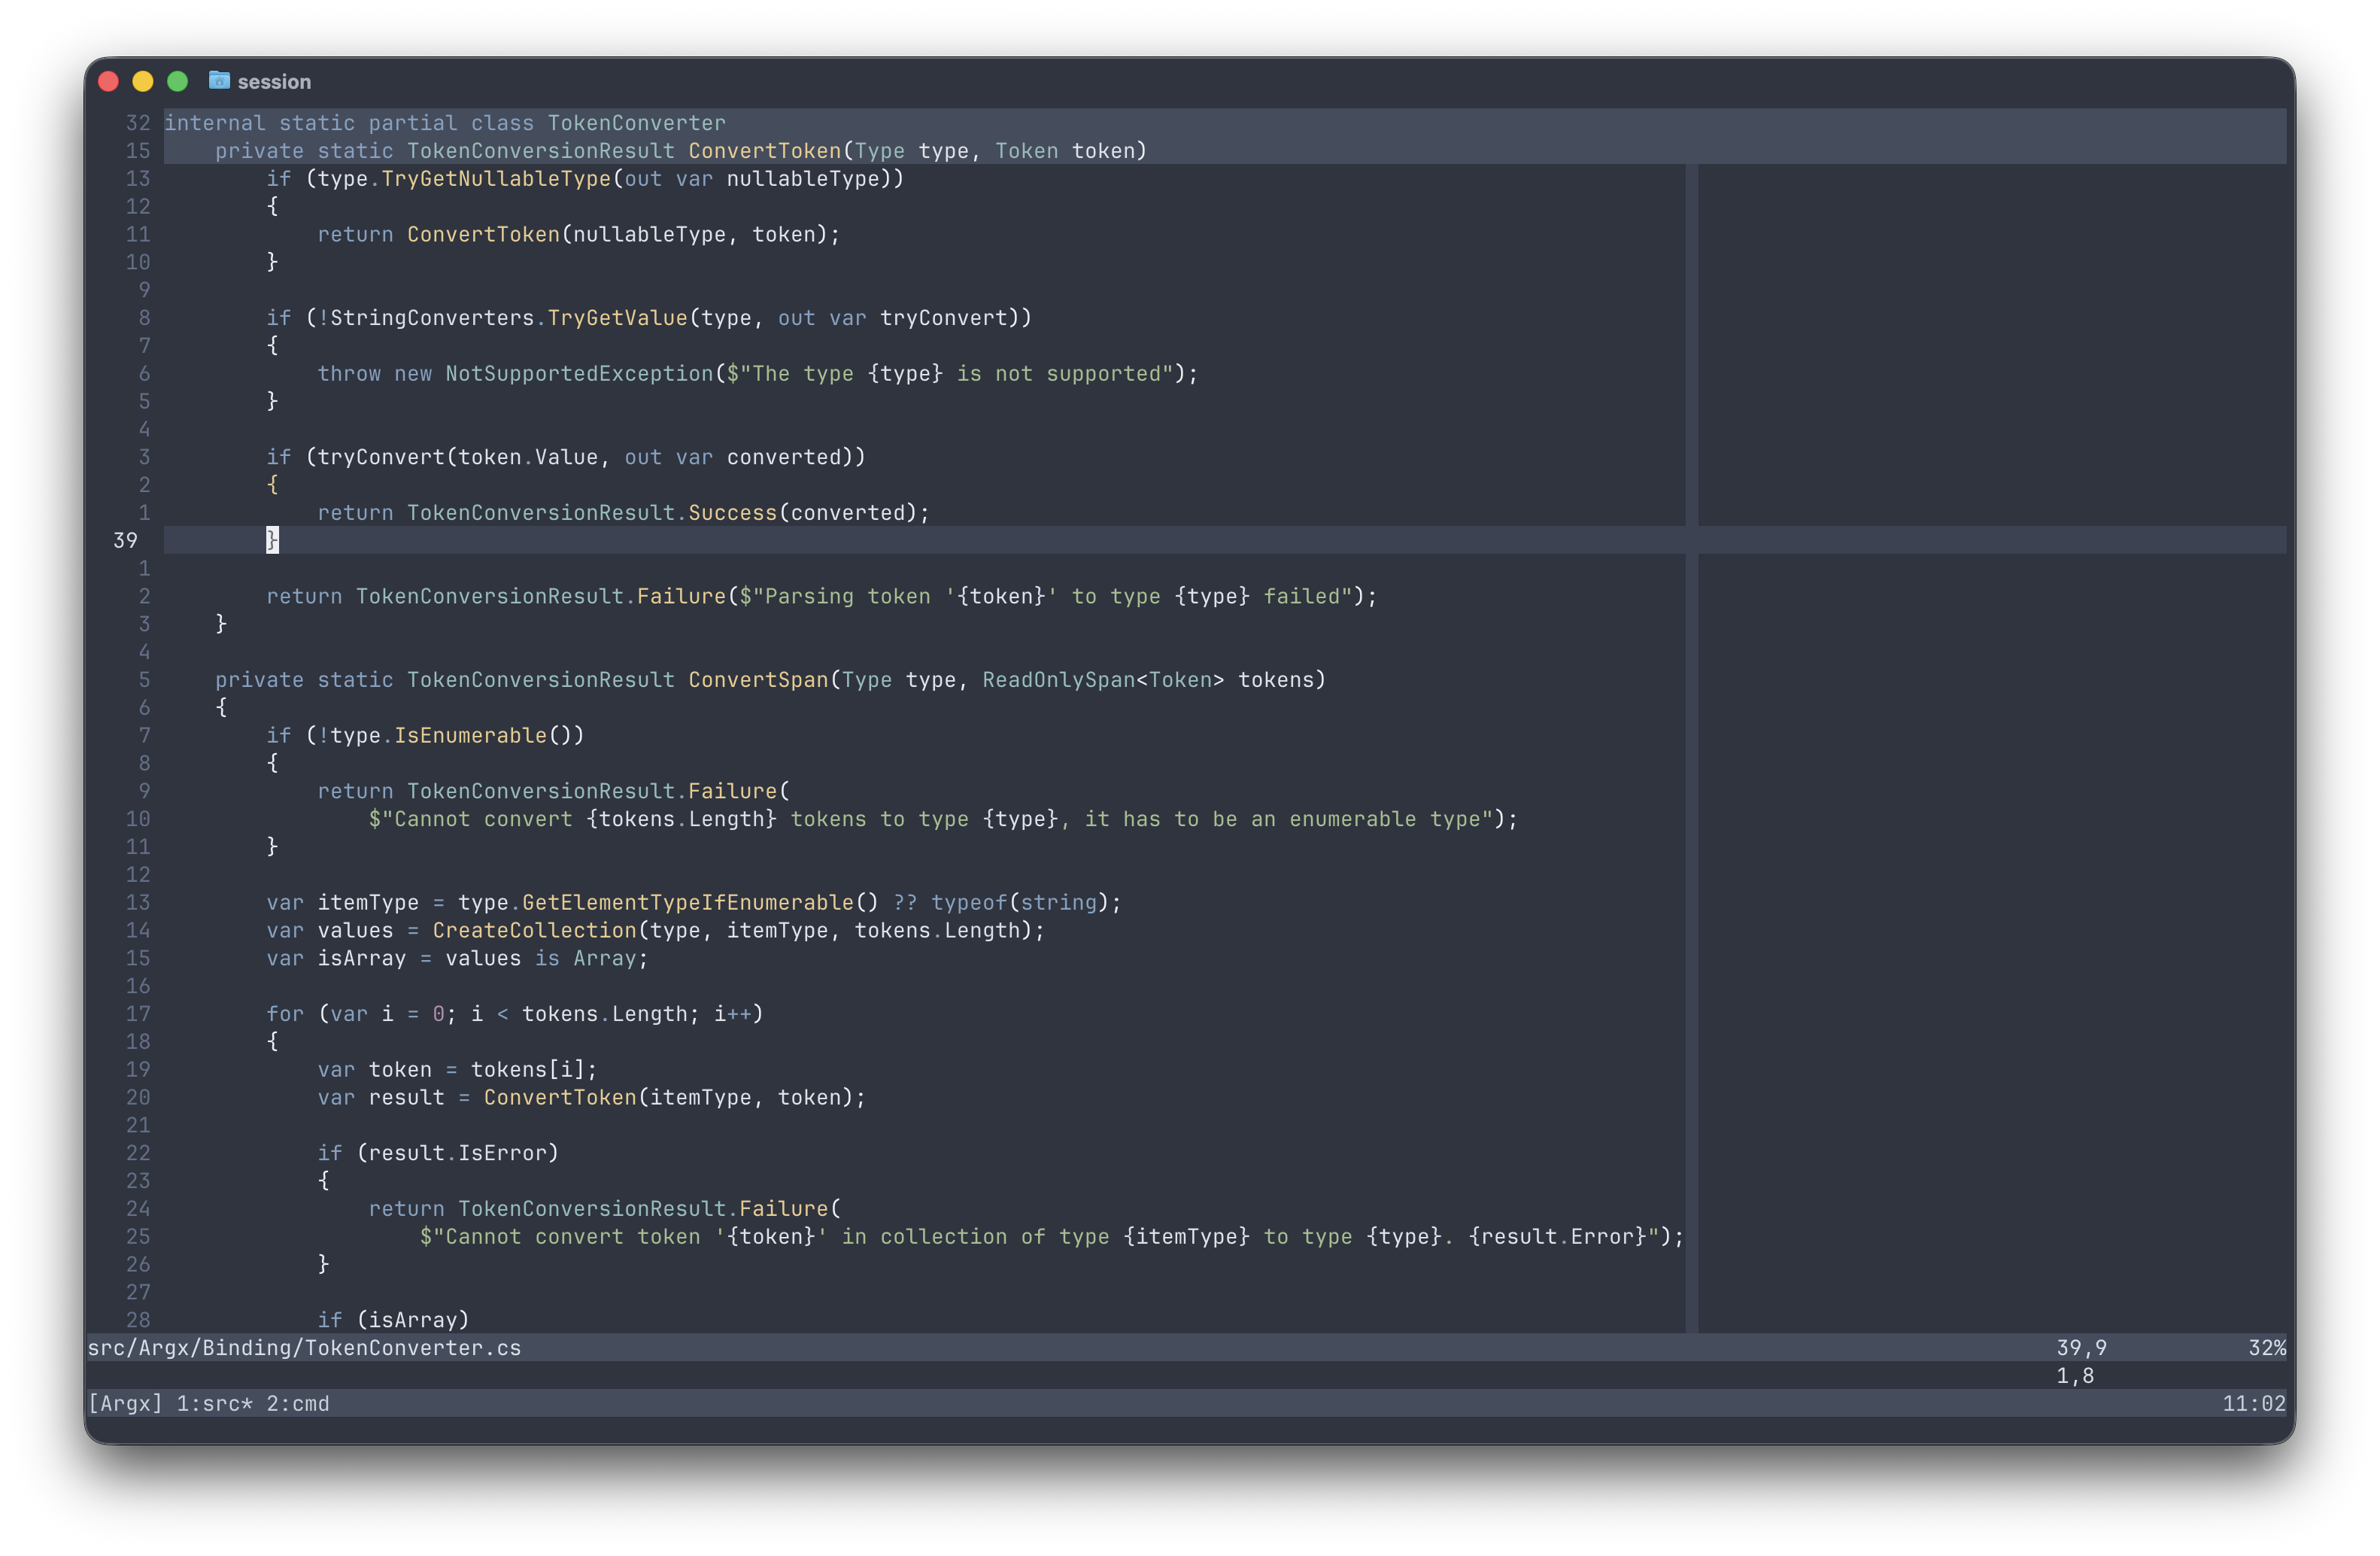 session
32 internal static partial class TokenConverter
15     private static TokenConversionResult ConvertToken(Type type, Token token)
13         if (type.TryGetNullableType(out var nullableType))
12         {
11             return ConvertToken(nullableType, token);
10         }
9
8         if (!StringConverters.TryGetValue(type, out var tryConvert))
7         {
6             throw new NotSupportedException($"The type {type} is not supported");
5         }
4
3         if (tryConvert(token.Value, out var converted))
2         {
1             return TokenConversionResult.Success(converted);
39         }
1
2         return TokenConversionResult.Failure($"Parsing token '{token}' to type {type} failed");
3     }
4
5     private static TokenConversionResult ConvertSpan(Type type, ReadOnlySpan<Token> tokens)
6     {
7         if (!type.IsEnumerable())
8         {
9             return TokenConversionResult.Failure(
10                 $"Cannot convert {tokens.Length} tokens to type {type}, it has to be an enumerable type");
11         }
12
13         var itemType = type.GetElementTypeIfEnumerable() ?? typeof(string);
14         var values = CreateCollection(type, itemType, tokens.Length);
15         var isArray = values is Array;
16
17         for (var i = 0; i < tokens.Length; i++)
18         {
19             var token = tokens[i];
20             var result = ConvertToken(itemType, token);
21
22             if (result.IsError)
23             {
24                 return TokenConversionResult.Failure(
25                     $"Cannot convert token '{token}' in collection of type {itemType} to type {type}. {result.Error}");
26             }
27
28             if (isArray)
src/Argx/Binding/TokenConverter.cs 39,9 32%
1,8
[Argx] 1:src* 2:cmd 11:02